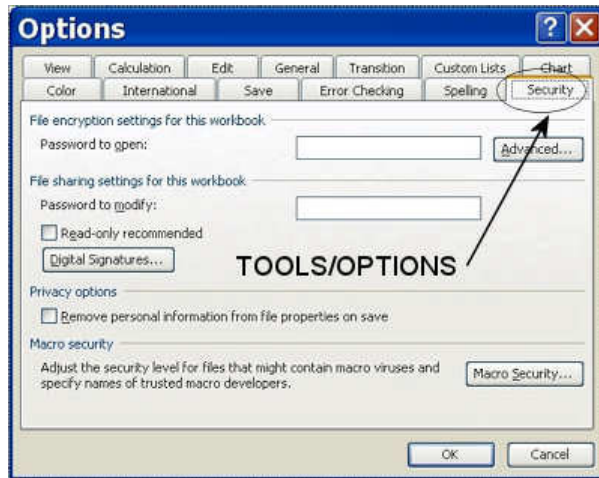 Options
View Calculation Edit General Transition Custom Lists Chart
Color International Save Error Checking Spelling Security
File encryption settings for this workbook
Password to open:
Advanced...
File sharing settings for this workbook
Password to modify:
Read-only recommended
Digital Signatures...
TOOLS/OPTIONS
Privacy options
Remove personal information from file properties on save
Macro security
Adjust the security level for files that might contain macro viruses and
specify names of trusted macro developers.
Macro Security...
OK Cancel